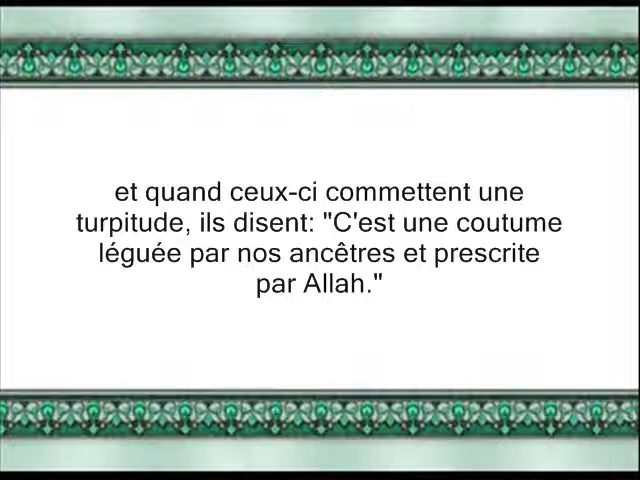 et quand ceux-ci commettent une
turpitude, ils disent: "C'est une coutume
léguée par nos ancêtres et prescrite
par Allah."